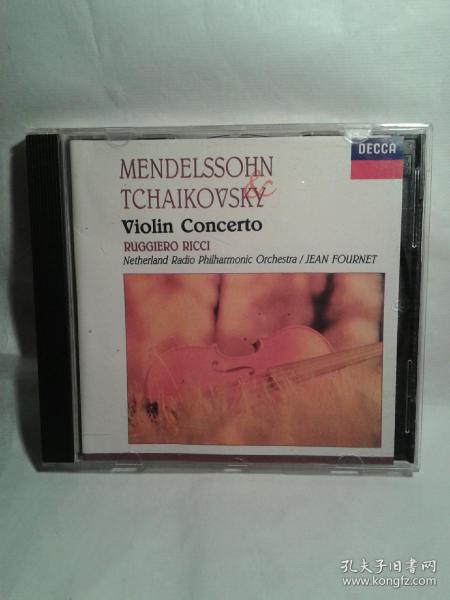 DECCA
MENDELSSOHN
&
TCHAIKOVSKY
Violin Concerto
RUGGIERO RICCI
Netherland Radio Philharmonic Orchestra / JEAN FOURNET
孔夫子旧书网
www.kongfz.com